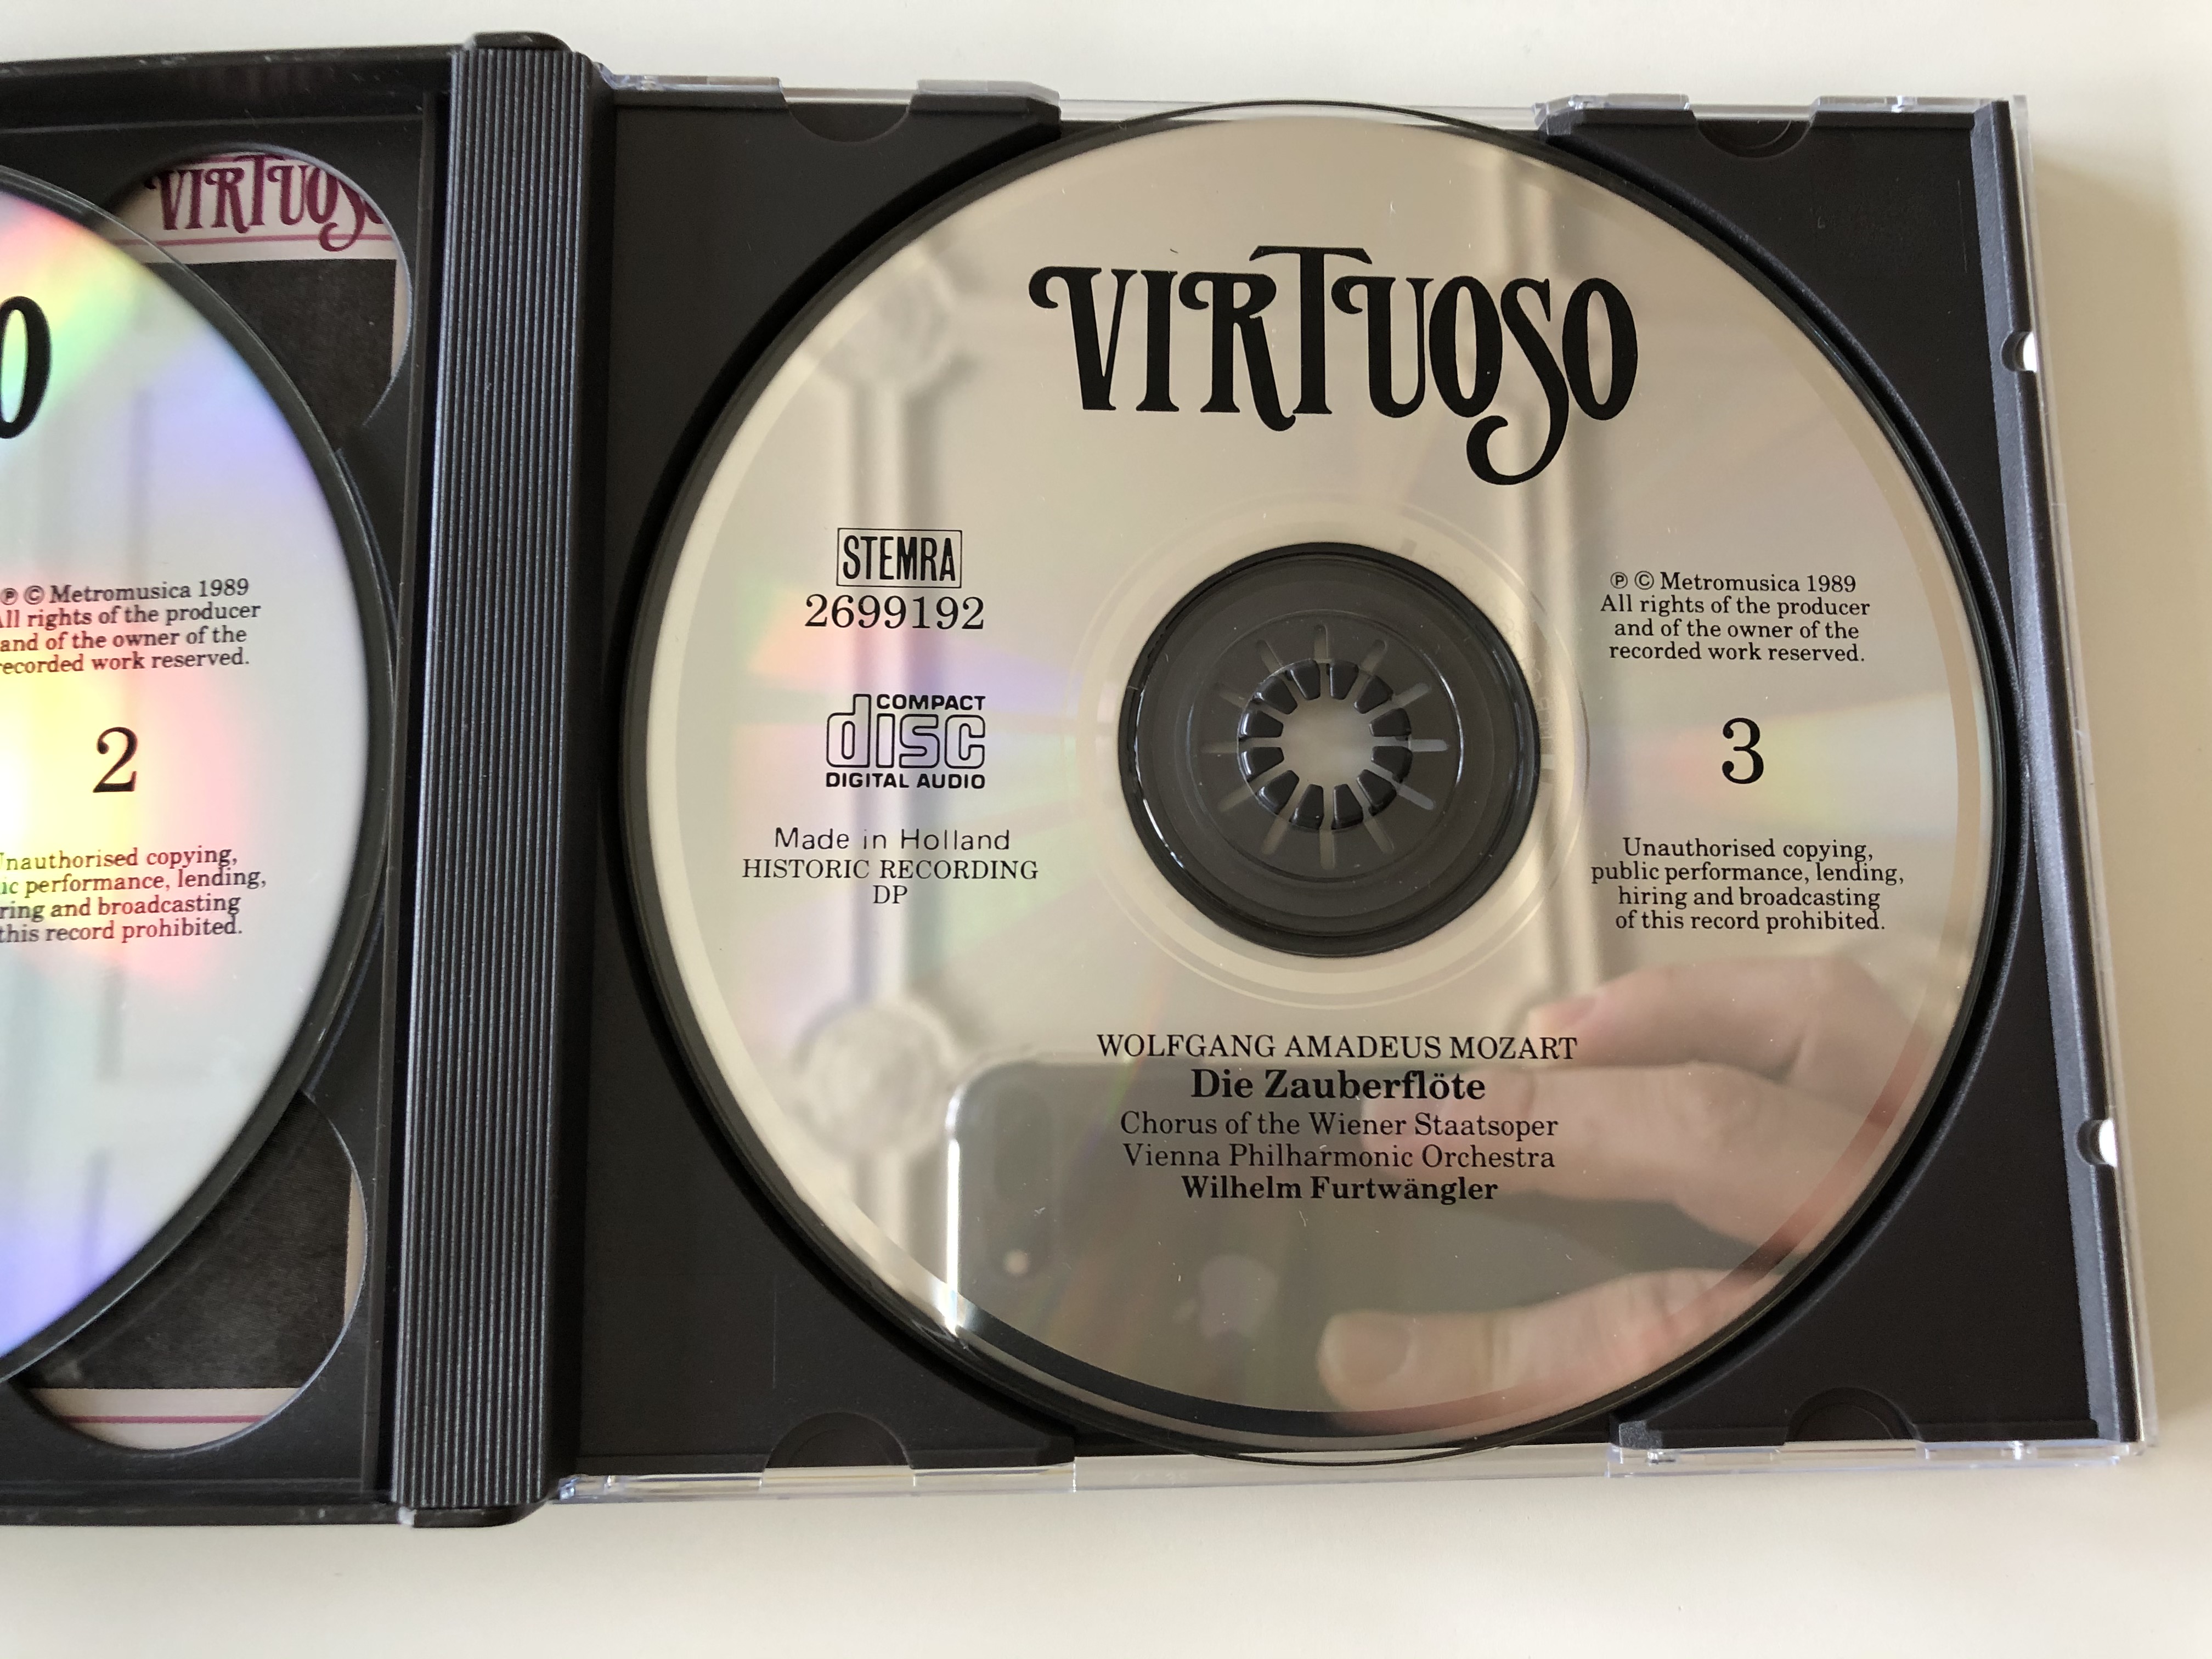 VIRTUOSO
O
℗ © Metromusica 1989
All rights of the producer
and of the owner of the
recorded work reserved.
2
Unauthorised copying,
ic performance, lending,
ring and broadcasting
this record prohibited.
VIRTUOSO
STEMRA
2699192
COMPACT
disc
DIGITAL AUDIO
Made in Holland
HISTORIC RECORDING
DP
℗ © Metromusica 1989
All rights of the producer
and of the owner of the
recorded work reserved.
3
Unauthorised copying,
public performance, lending,
hiring and broadcasting
of this record prohibited.
WOLFGANG AMADEUS MOZART
Die Zauberflöte
Chorus of the Wiener Staatsoper
Vienna Philharmonic Orchestra
Wilhelm Furtwängler